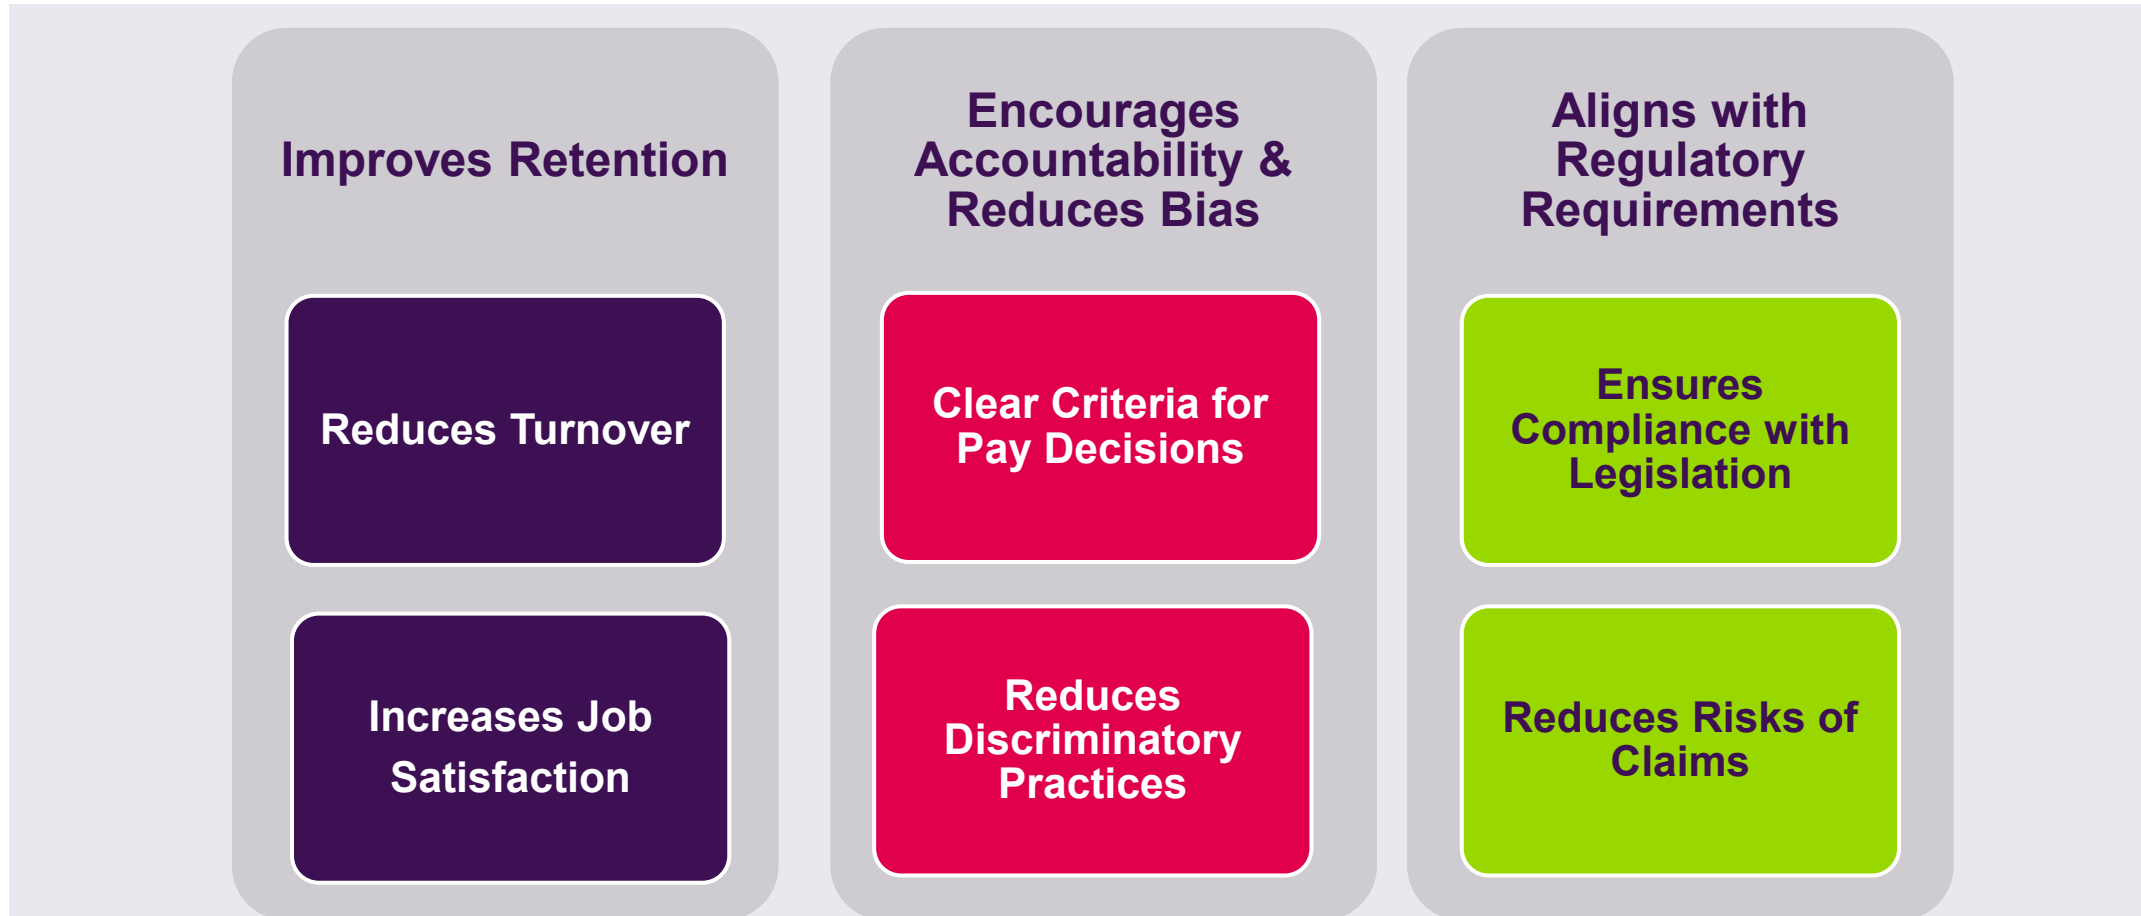 Improves Retention
Reduces Turnover
Increases Job
Satisfaction
Encourages
Accountability &
Reduces Bias
Clear Criteria for
Pay Decisions
Reduces
Discriminatory
Practices
Aligns with
Regulatory
Requirements
Ensures
Compliance with
Legislation
Reduces Risks of
Claims